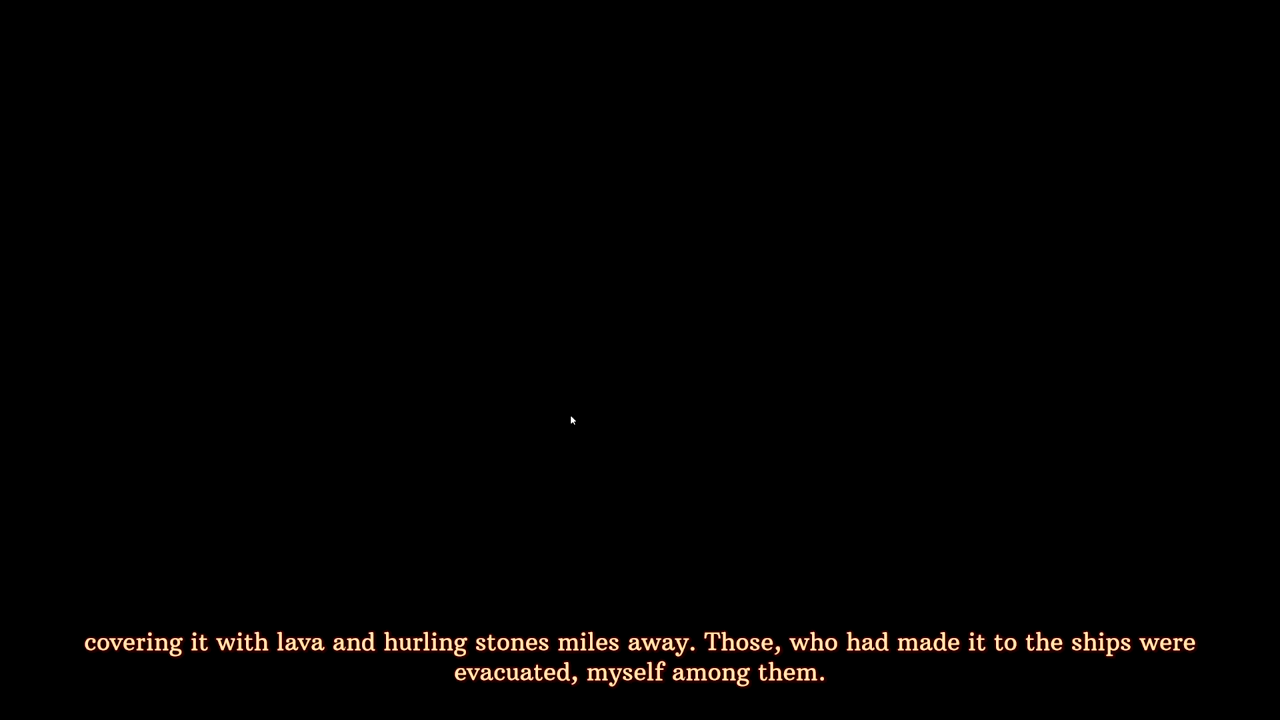 covering it with lava and hurling stones miles away. Those, who had made it to the ships were
evacuated, myself among them.